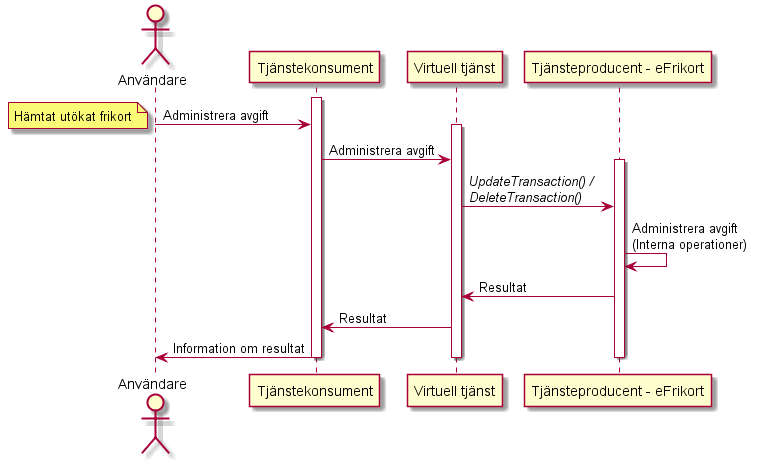 Användare
Tjänstekonsument
Virtuell tjänst
Tjänsteproducent - eFrikort
Hämtat utökat frikort
Administrera avgift
Administrera avgift
UpdateTransaction() /
DeleteTransaction()
Administrera avgift
(Interna operationer)
Resultat
Resultat
Information om resultat
Användare
Tjänstekonsument
Virtuell tjänst
Tjänsteproducent - eFrikort